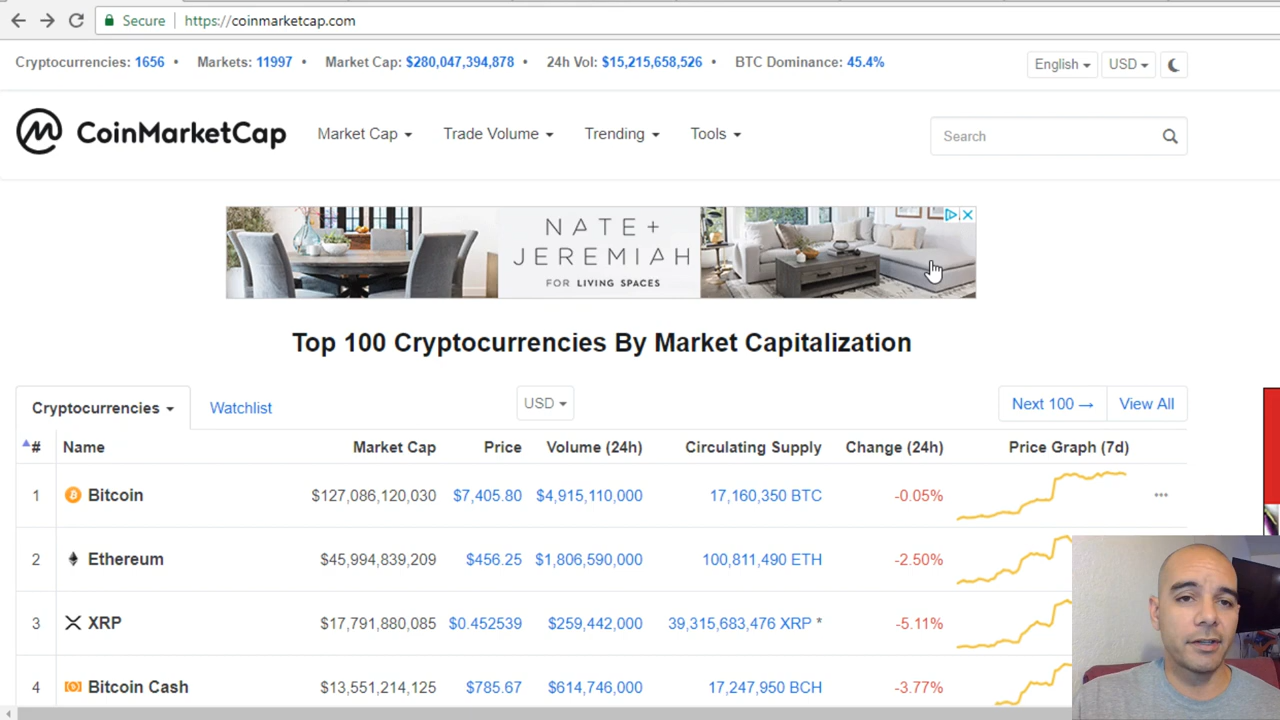 Secure https://coinmarketcap.com
Cryptocurrencies: 1656 • Markets: 11997 • Market Cap: $280,047,394,878 • 24h Vol: $15,215,658,526 • BTC Dominance: 45.4% English USD
CoinMarketCap Market Cap Trade Volume Trending Tools Search
NATE +
JEREMIAH
FOR LIVING SPACES
Top 100 Cryptocurrencies By Market Capitalization
Cryptocurrencies Watchlist USD Next 100 → View All
# Name Market Cap Price Volume (24h) Circulating Supply Change (24h) Price Graph (7d)
1 Bitcoin $127,086,120,030 $7,405.80 $4,915,110,000 17,160,350 BTC -0.05%
2 Ethereum $45,994,839,209 $456.25 $1,806,590,000 100,811,490 ETH -2.50%
3 XRP $17,791,880,085 $0.452539 $259,442,000 39,315,683,476 XRP * -5.11%
4 Bitcoin Cash $13,551,214,125 $785.67 $614,746,000 17,247,950 BCH -3.77%